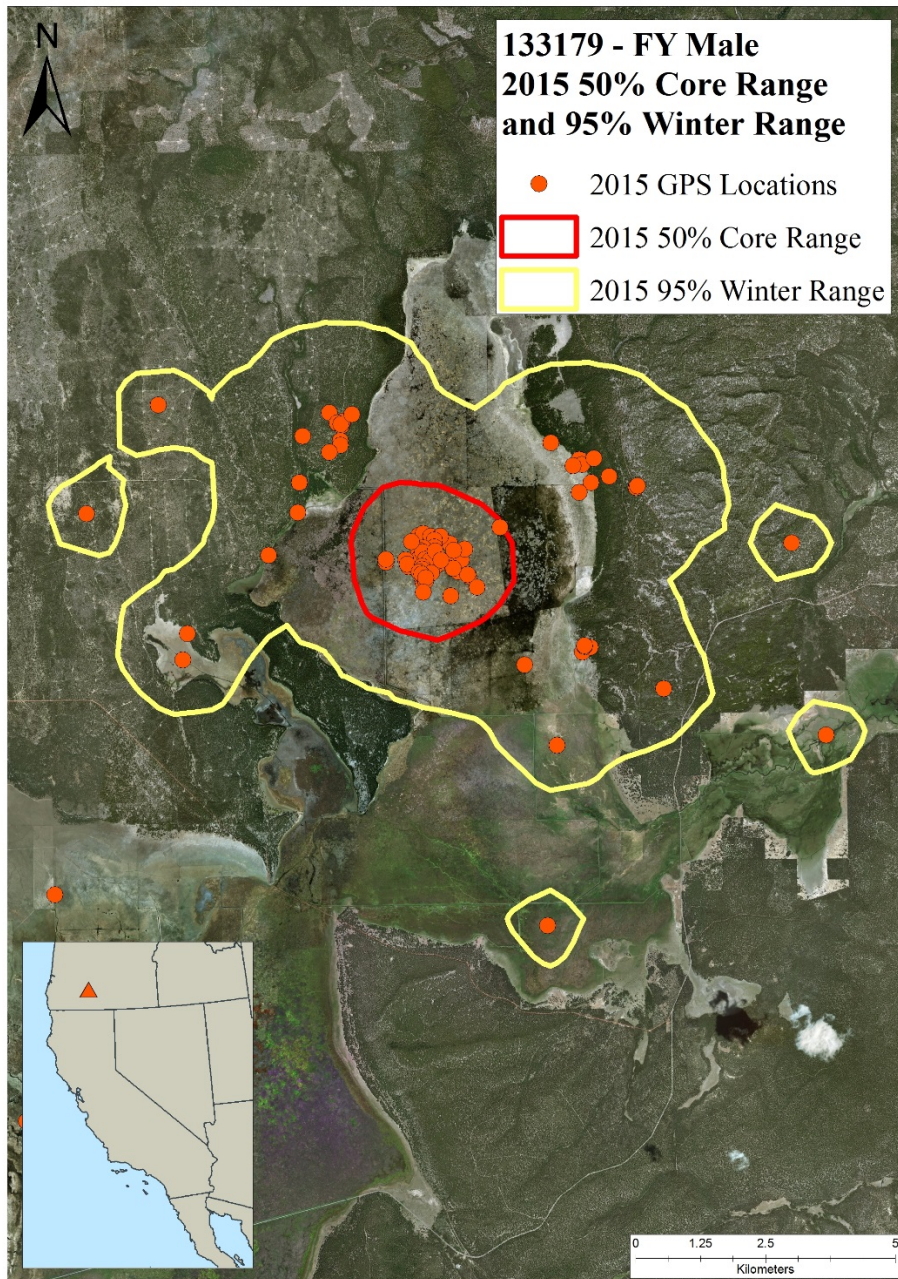 N
133179 - FY Male
2015 50% Core Range
and 95% Winter Range
2015 GPS Locations
2015 50% Core Range
2015 95% Winter Range
0 1.25 2.5 5
Kilometers